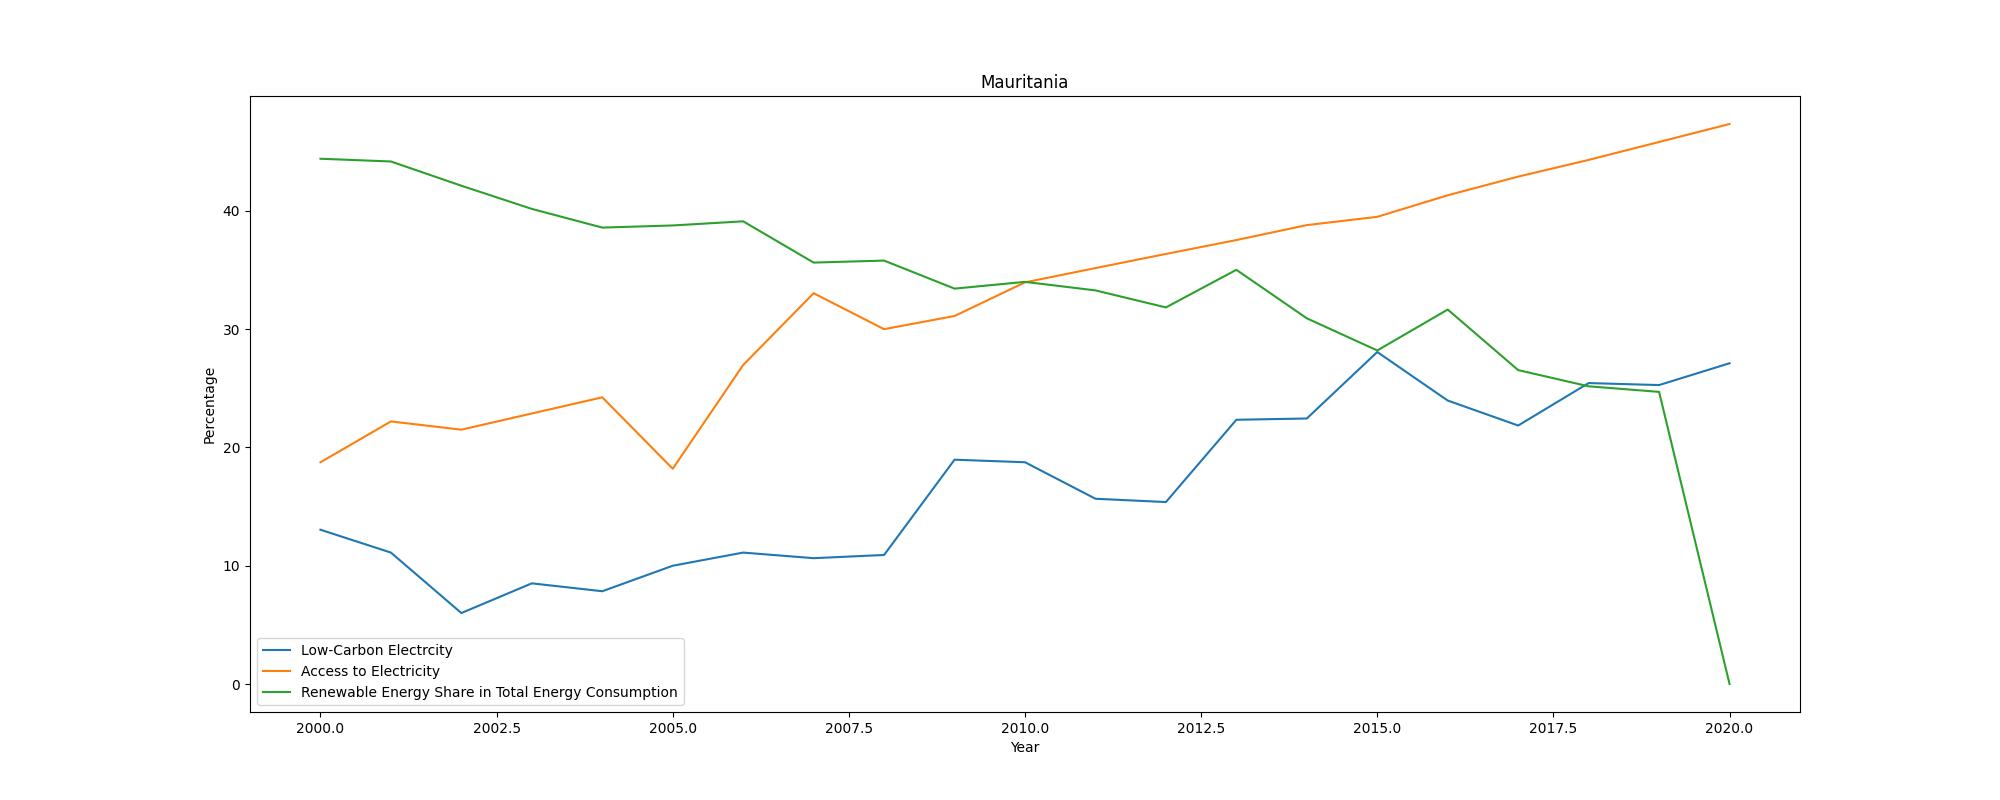 Mauritania
Percentage
40
30
20
10
0
Low-Carbon Electrcity
Access to Electricity
Renewable Energy Share in Total Energy Consumption
2000.0 2002.5 2005.0 2007.5 2010.0 2012.5 2015.0 2017.5 2020.0
Year